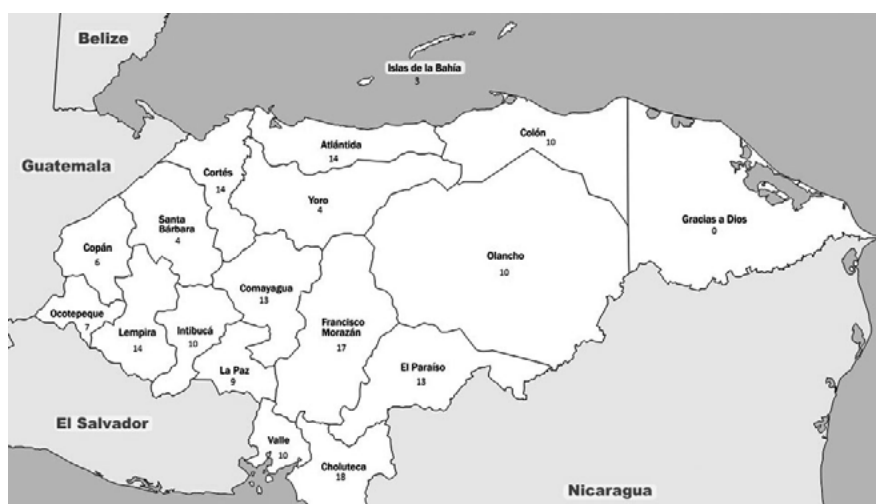 Belize
Islas de la Bahía
3
Guatemala
Atlántida
14
Colón
10
Cortés
14
Yoro
4
Santa
Bárbara
4
Copán
6
Gracias a Dios
0
Olancho
10
Comayagua
13
Ocotepeque
7
Lempira
14
Intibucá
10
Francisco
Morazán
17
La Paz
9
El Paraíso
13
El Salvador
Valle
10
Choluteca
18
Nicaragua